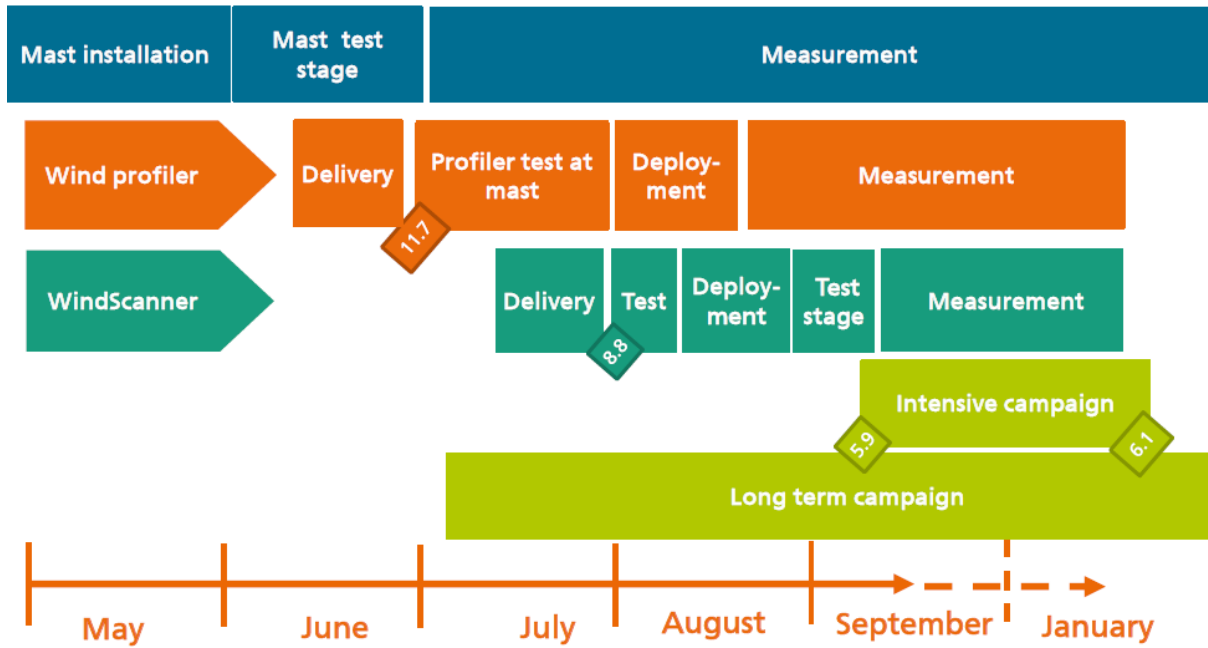 Mast installation
Mast test
stage
Measurement
Wind profiler
Delivery
Profiler test at
mast
Deploy-
ment
Measurement
11.7
WindScanner
Delivery
Test
Deploy-
ment
Test
stage
Measurement
8.8
Intensive campaign
5.9
6.1
Long term campaign
May
June
July
August
September
January